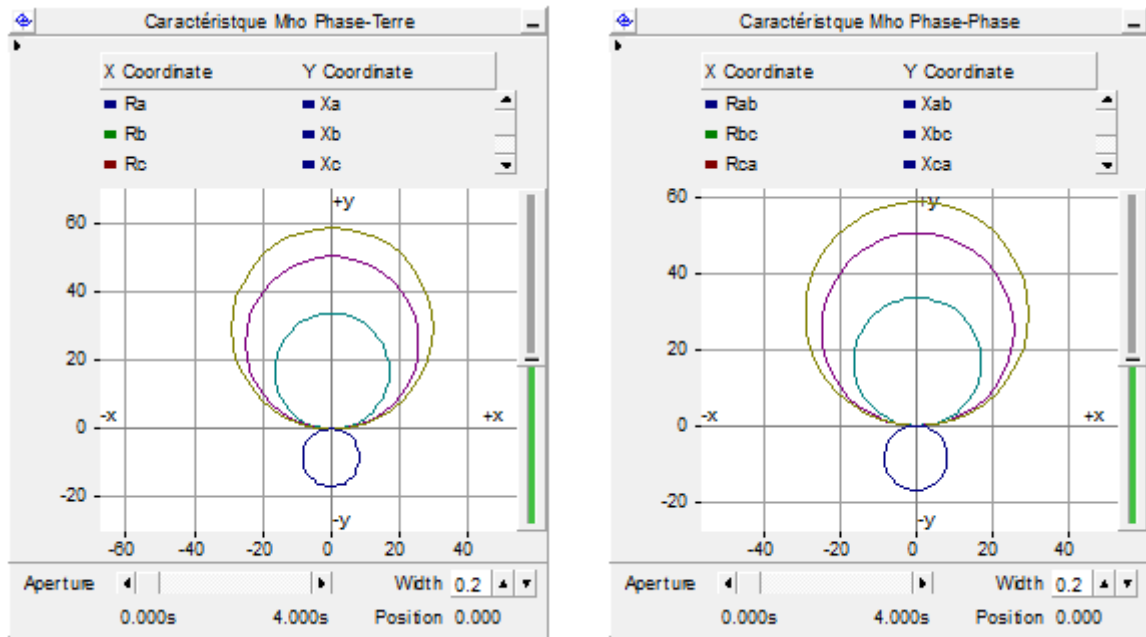 Caractéristque Mho Phase-Terre
X Coordinate Y Coordinate
Ra Xa
Rb Xb
Rc Xc
+y
60
40
20
-x +x
0
-20
-y
-60 -40 -20 0 20 40
Aperture Width 0.2
0.000s 4.000s Position 0.000
Caractéristique Mho Phase-Phase
X Coordinate Y Coordinate
Rab Xab
Rbc Xbc
Rca Xca
60
+y
40
20
-x +x
0
-20
-y
-40 -20 0 20 40
Aperture Width 0.2
0.000s 4.000s Position 0.000